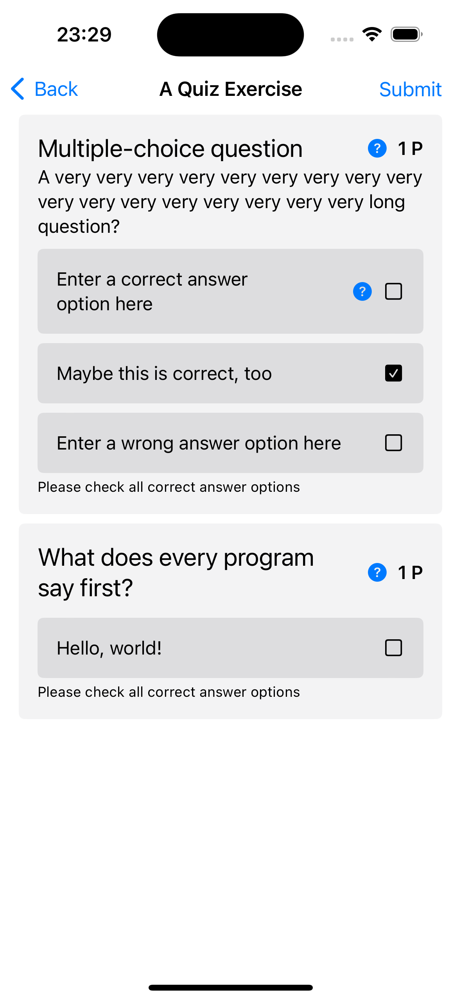 23:29
Back
A Quiz Exercise
Submit
Multiple-choice question
? 1 P
A very very very very very very very very very
very very very very very very very very long
question?
Enter a correct answer
option here
?
Maybe this is correct, too
Enter a wrong answer option here
Please check all correct answer options
What does every program
say first?
? 1 P
Hello, world!
Please check all correct answer options